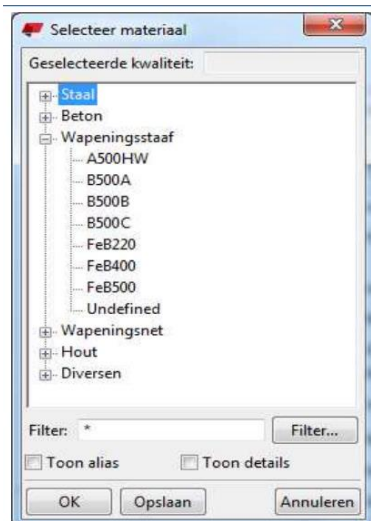 Selecteer materiaal
Geselecteerde kwaliteit:
Staal
Beton
Wapeningsstaaf
A500HW
B500A
B500B
B500C
FeB220
FeB400
FeB500
Undefined
Wapeningsnet
Hout
Diversen
Filter: * Filter...
Toon alias Toon details
OK Opslaan Annuleren